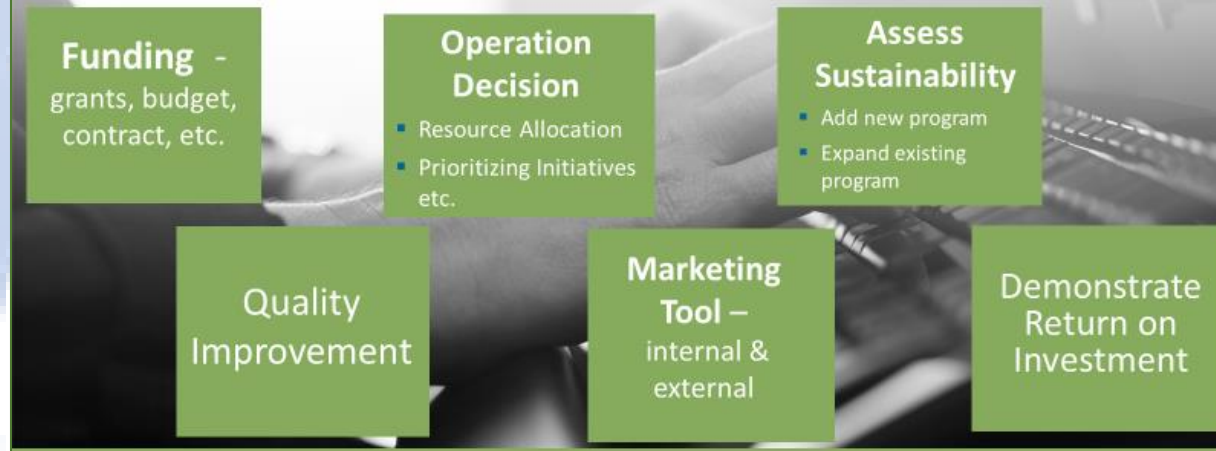 Funding -
grants, budget,
contract, etc.
Operation
Decision
▪ Resource Allocation
▪ Prioritizing Initiatives
etc.
Assess
Sustainability
▪ Add new program
▪ Expand existing
program
Quality
Improvement
Marketing
Tool –
internal &
external
Demonstrate
Return on
Investment